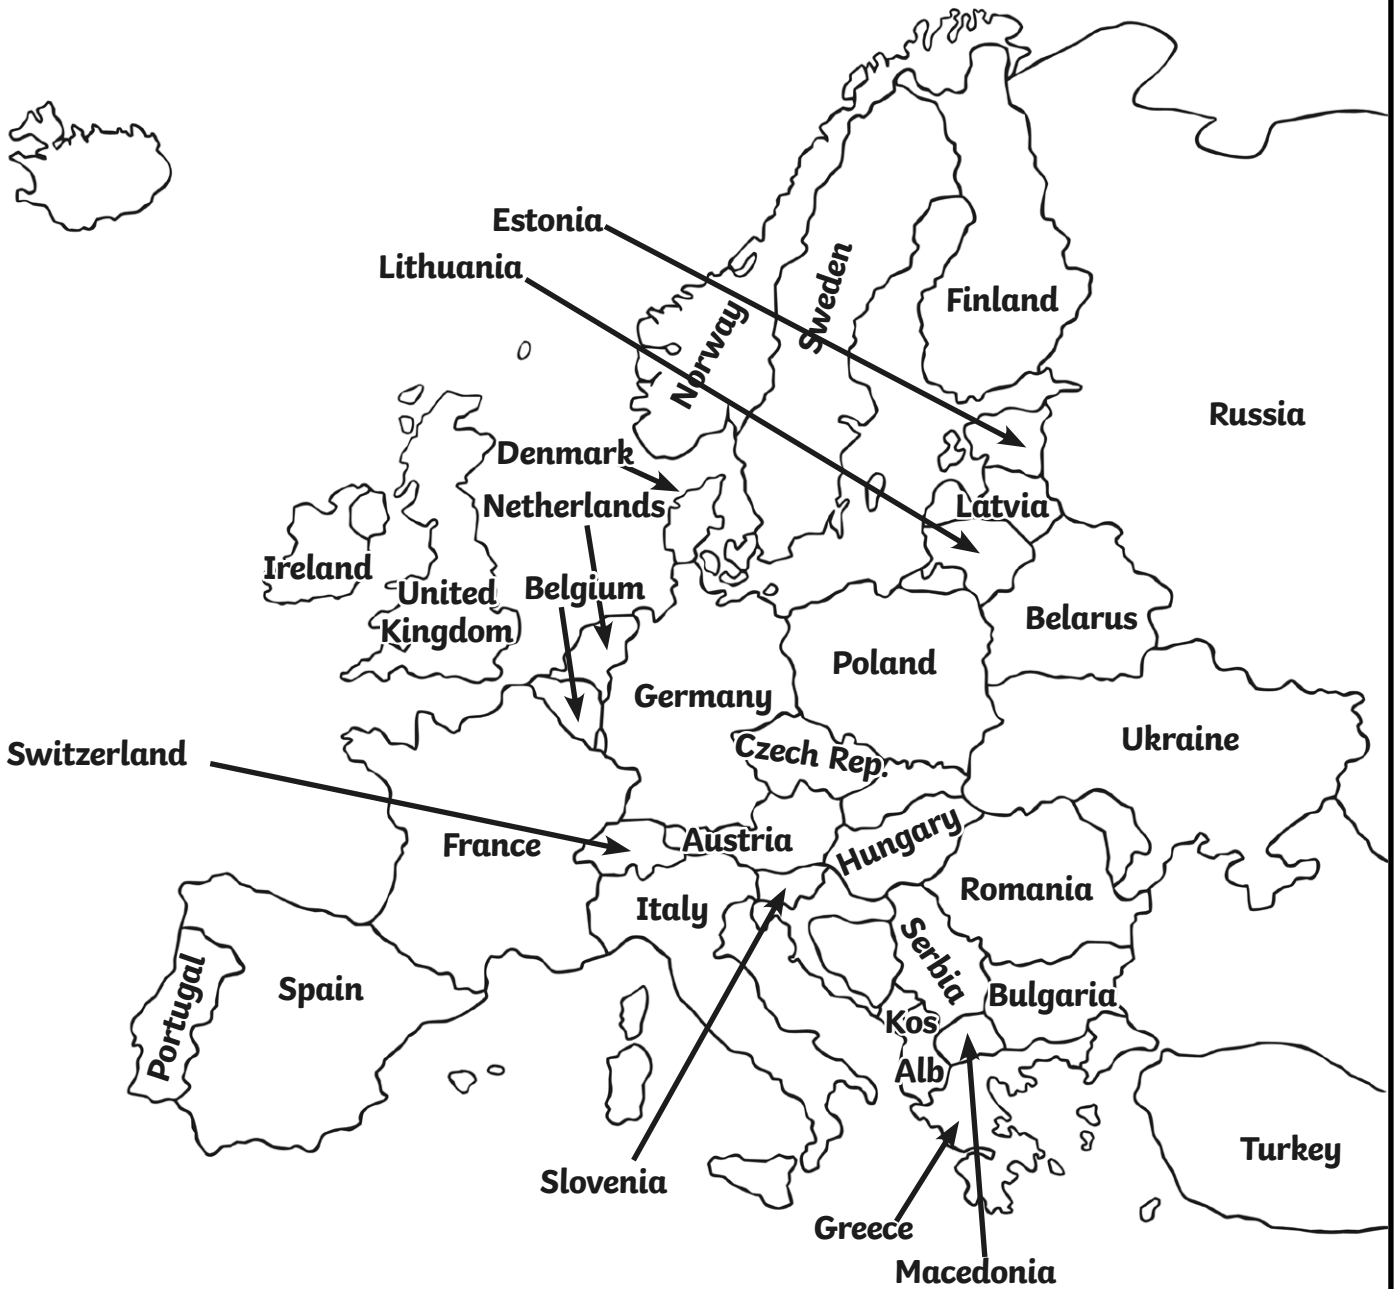 Estonia
Lithuania
Sweden
Finland
Norway
Russia
Denmark
Netherlands
Latvia
Ireland
Belgium
United
Kingdom
Belarus
Poland
Germany
Ukraine
Switzerland
Czech Rep.
France
Austria
Hungary
Romania
Italy
Serbia
Portugal
Spain
Bulgaria
Kos
Alb
Turkey
Slovenia
Greece
Macedonia